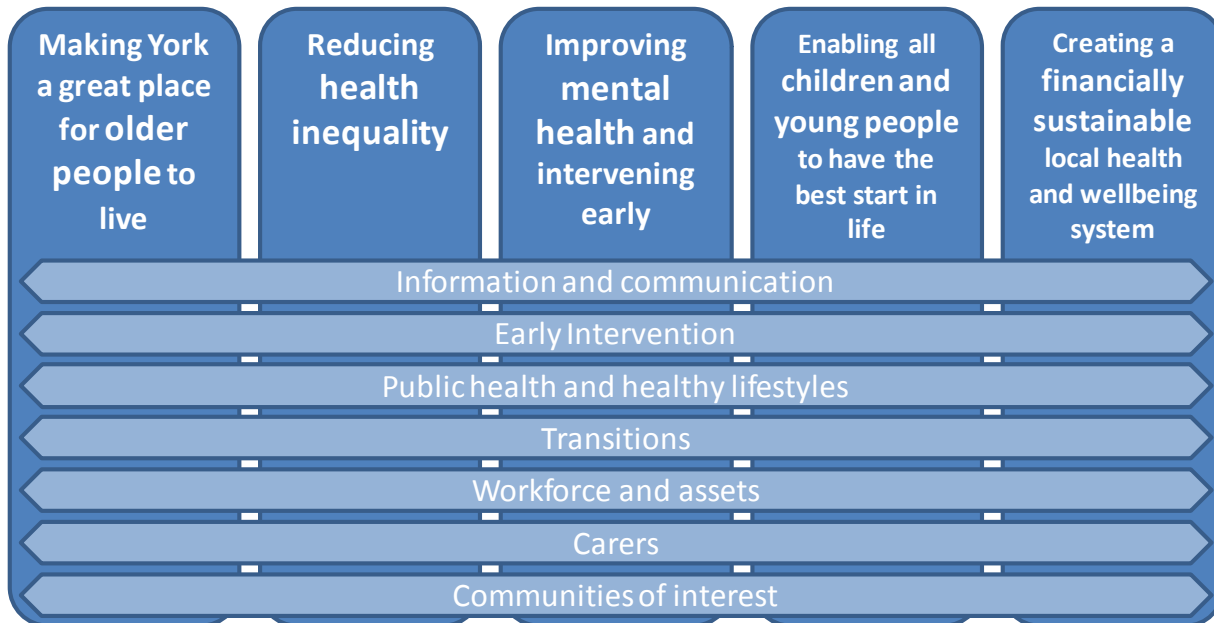 Making York
a great place
for older
people to
live
Reducing
health
inequality
Improving
mental
health and
intervening
early
Enabling all
children and
young people
to have the
best start in
life
Creating a
financially
sustainable
local health
and wellbeing
system
Information and communication
Early Intervention
Public health and healthy lifestyles
Transitions
Workforce and assets
Carers
Communities of interest